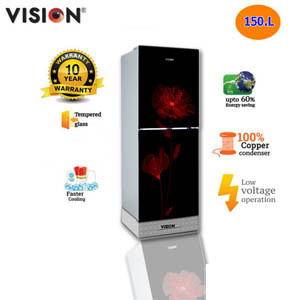 VISION®
150.L
WARRANTY
10
YEAR
WARRANTY
upto 60%
Energy saving
Tempered
glass
100%
Copper
condenser
Faster
Cooling
Low
voltage
operation
VISION